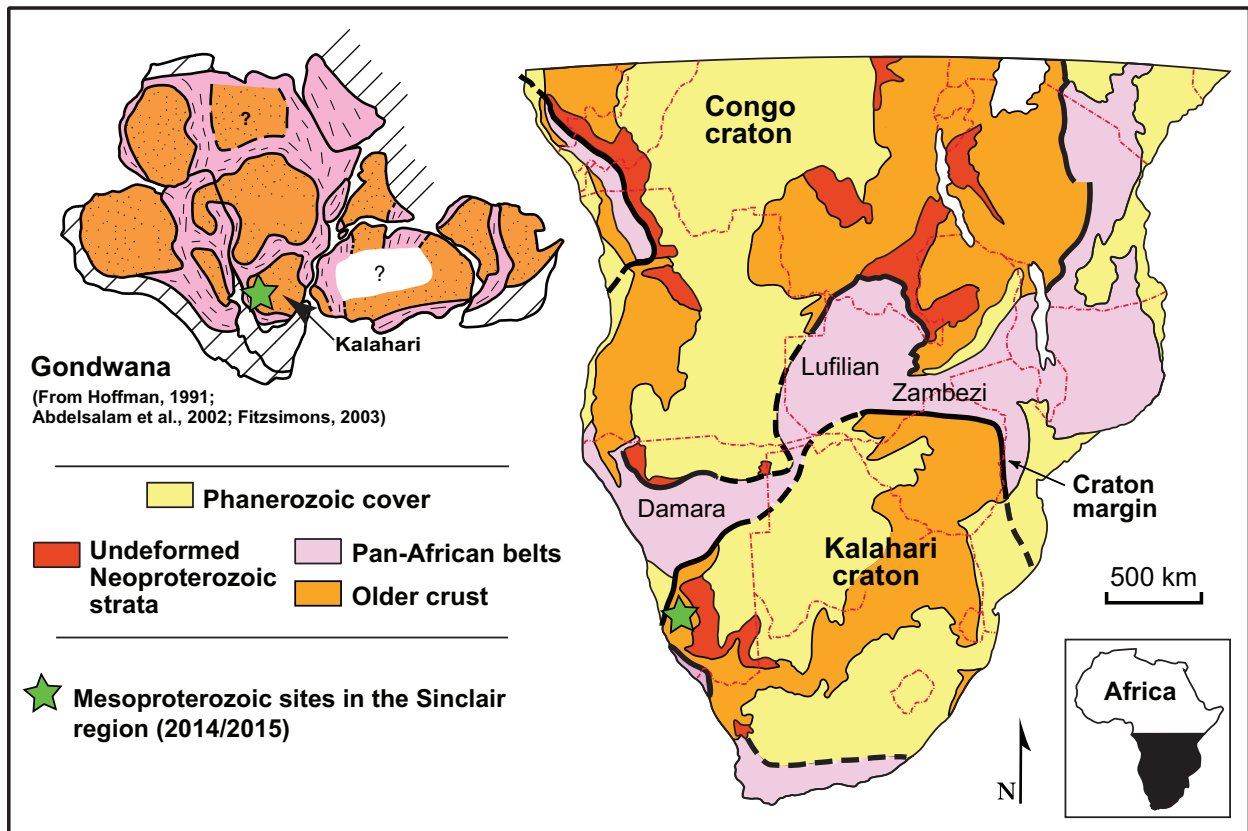 ?
?
Kalahari
Gondwana
(From Hoffman, 1991;
Abdelsalam et al., 2002; Fitzsimons, 2003)
Phanerozoic cover
Undeformed
Neoproterozoic
strata
Pan-African belts
Older crust
Mesoproterozoic sites in the Sinclair
region (2014/2015)
Congo
craton
Lufilian
Zambezi
Damara
Craton
margin
Kalahari
craton
500 km
N
Africa